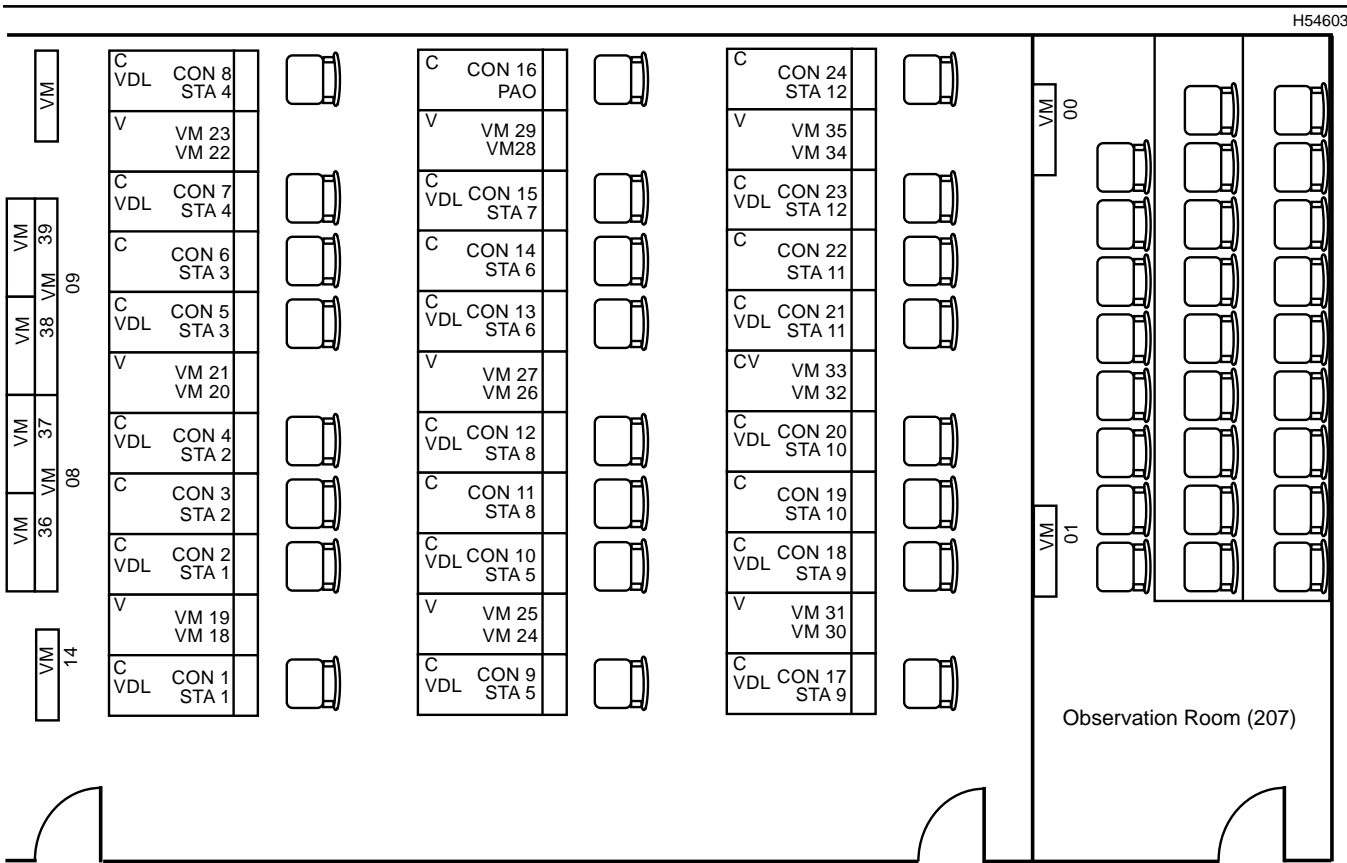 H54603
VM
VM 39
VM 09
VM 38
VM 37
VM 08
VM 36
VM 14
C
VDL
CON 8
STA 4
V
VM 23
VM 22
C
VDL
CON 7
STA 4
C
CON 6
STA 3
C
VDL
CON 5
STA 3
V
VM 21
VM 20
C
VDL
CON 4
STA 2
C
CON 3
STA 2
C
VDL
CON 2
STA 1
V
VM 19
VM 18
C
VDL
CON 1
STA 1
C
CON 16
PAO
V
VM 29
VM28
C
VDL
CON 15
STA 7
C
CON 14
STA 6
C
VDL
CON 13
STA 6
V
VM 27
VM 26
C
VDL
CON 12
STA 8
C
CON 11
STA 8
C
VDL
CON 10
STA 5
V
VM 25
VM 24
C
VDL
CON 9
STA 5
C
CON 24
STA 12
V
VM 35
VM 34
C
VDL
CON 23
STA 12
C
CON 22
STA 11
C
VDL
CON 21
STA 11
CV
VM 33
VM 32
C
VDL
CON 20
STA 10
C
CON 19
STA 10
C
VDL
CON 18
STA 9
V
VM 31
VM 30
C
VDL
CON 17
STA 9
VM 00
VM 01
Observation Room (207)